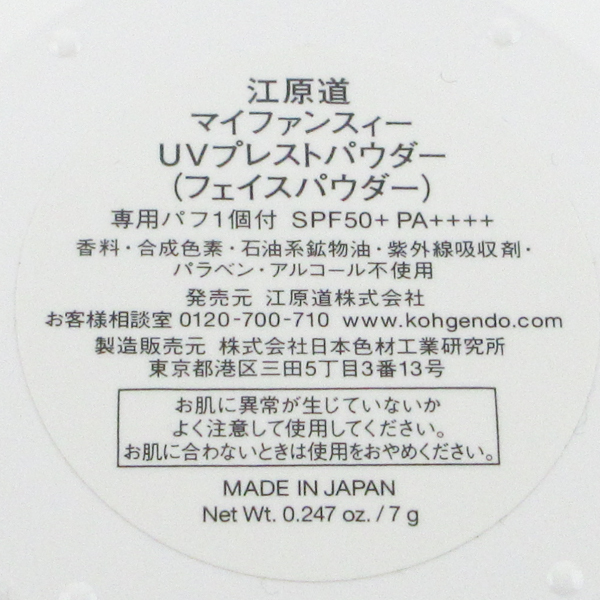 江原道
マイファンスィー
UVプレストパウダー
(フェイスパウダー)
専用パフ1個付 SPF50+ PA++++
香料・合成色素・石油系鉱物油・紫外線吸収剤・
パラベン・アルコール不使用
発売元 江原道株式会社
お客様相談室 0120-700-710 www.kohgendo.com
製造販売元 株式会社日本色材工業研究所
東京都港区三田5丁目3番13号
お肌に異常が生じていないか
よく注意して使用してください。
お肌に合わないときは使用をおやめください。
MADE IN JAPAN
Net Wt. 0.247 oz. / 7 g